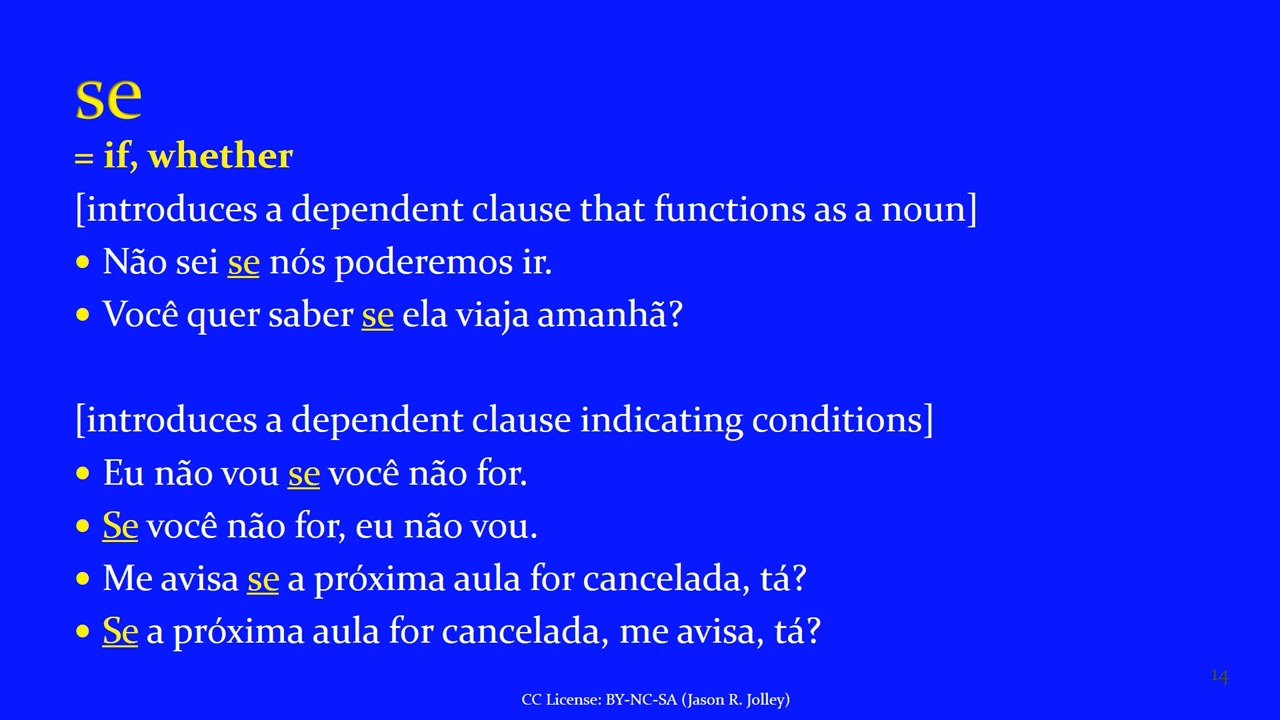 se
= if, whether
[introduces a dependent clause that functions as a noun]
• Não sei se nós poderemos ir.
• Você quer saber se ela viaja amanhã?
[introduces a dependent clause indicating conditions]
• Eu não vou se você não for.
• Se você não for, eu não vou.
• Me avisa se a próxima aula for cancelada, tá?
• Se a próxima aula for cancelada, me avisa, tá?
14
CC License: BY-NC-SA (Jason R. Jolley)